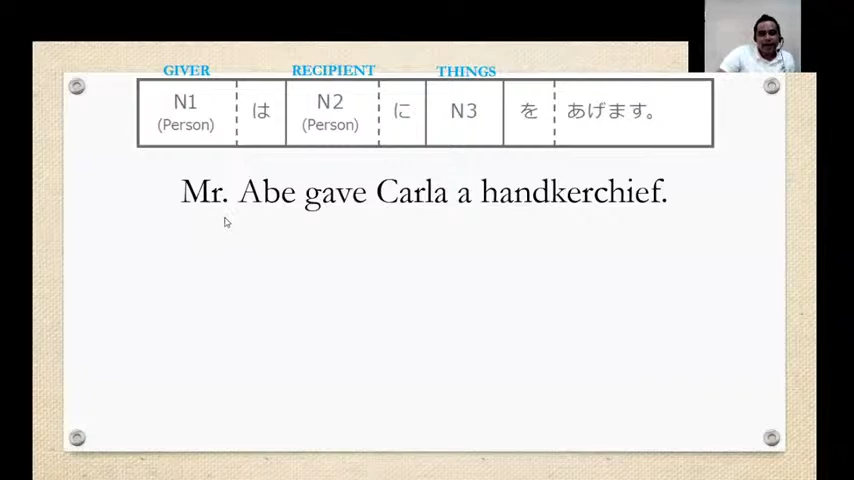 GIVER RECIPIENT THINGS
N1 は N2 に N3 を あげます。
(Person) (Person)
Mr. Abe gave Carla a handkerchief.